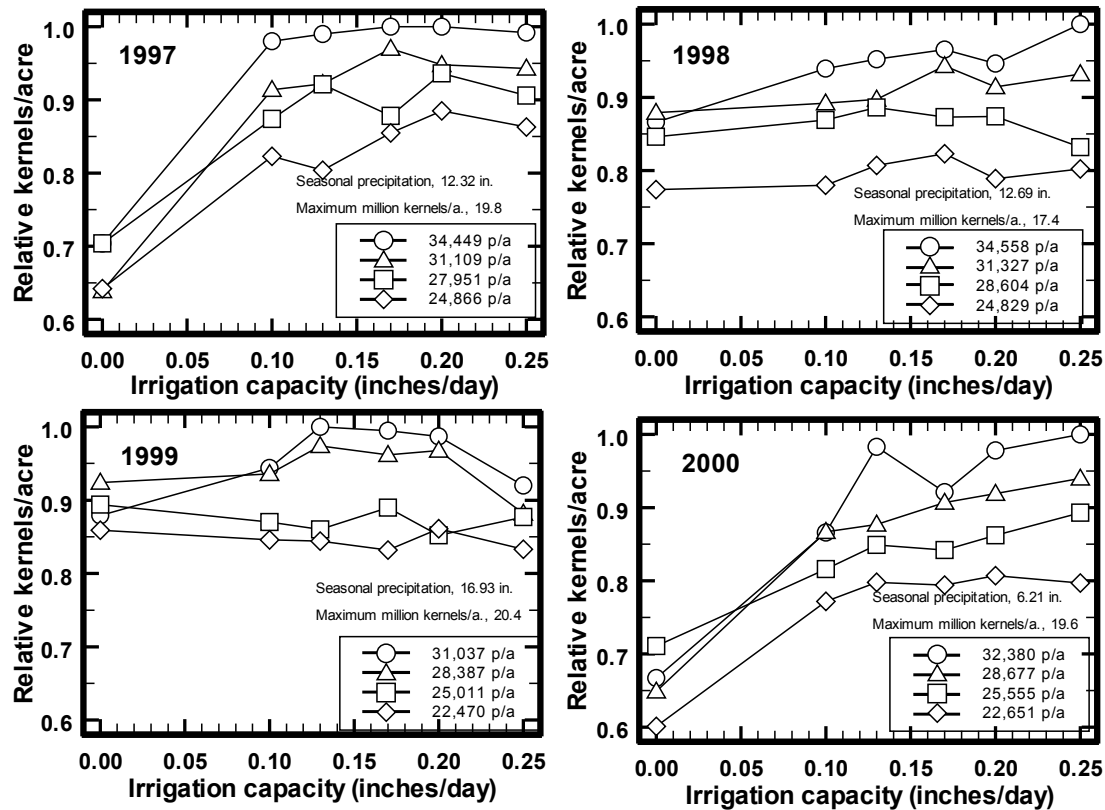 1997
Relative kernels/acre
1.0
0.9
0.8
0.7
0.6
Seasonal precipitation, 12.32 in.
Maximum million kernels/a., 19.8
34,449 p/a
31,109 p/a
27,951 p/a
24,866 p/a
0.00 0.05 0.10 0.15 0.20 0.25
Irrigation capacity (inches/day)
1998
Relative kernels/acre
1.0
0.9
0.8
0.7
0.6
Seasonal precipitation, 12.69 in.
Maximum million kernels/a., 17.4
34,558 p/a
31,327 p/a
28,604 p/a
24,829 p/a
0.00 0.05 0.10 0.15 0.20 0.25
Irrigation capacity (inches/day)
1999
Relative kernels/acre
1.0
0.9
0.8
0.7
0.6
Seasonal precipitation, 16.93 in.
Maximum million kernels/a., 20.4
31,037 p/a
28,387 p/a
25,011 p/a
22,470 p/a
0.00 0.05 0.10 0.15 0.20 0.25
Irrigation capacity (inches/day)
2000
Relative kernels/acre
1.0
0.9
0.8
0.7
0.6
Seasonal precipitation, 6.21 in.
Maximum million kernels/a., 19.6
32,380 p/a
28,677 p/a
25,555 p/a
22,651 p/a
0.00 0.05 0.10 0.15 0.20 0.25
Irrigation capacity (inches/day)